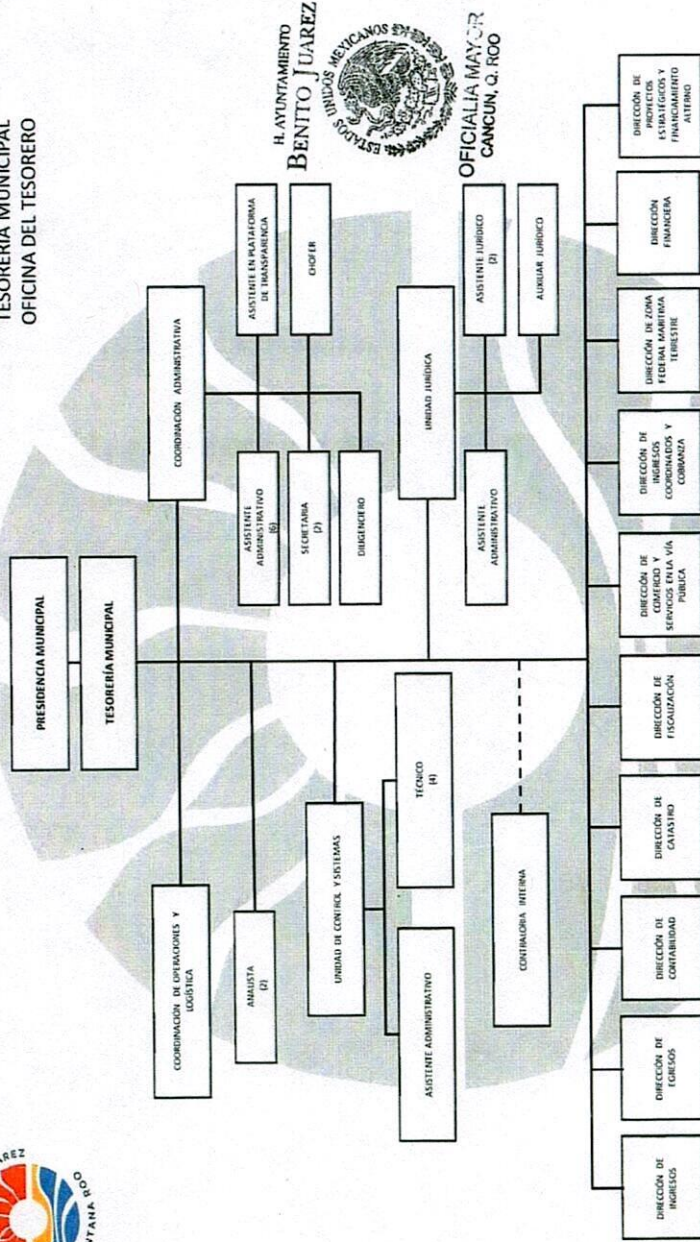 TESORERÍA MUNICIPAL
OFICINA DEL TESORERO
H. AYUNTAMIENTO
BENITO JUAREZ
ESTADOS UNIDOS MEXICANOS
OFICIALIA MAYOR
CANCUN, Q. ROO
PRESIDENCIA MUNICIPAL
TESORERÍA MUNICIPAL
COORDINACIÓN DE OPERACIONES Y
LOGÍSTICA
COORDINACIÓN ADMINISTRATIVA
ANALISTA
(2)
ASISTENTE
ADMINISTRATIVO
(6)
ASISTENTE EN PLATAFORMA
DE TRANSPARENCIA
SECRETARIA
(2)
CHOFER
DILIGENCIERO
UNIDAD DE CONTROL Y SISTEMAS
ASISTENTE ADMINISTRATIVO
TÉCNICO
(4)
UNIDAD JURÍDICA
ASISTENTE
ADMINISTRATIVO
ASISTENTE JURÍDICO
(2)
AUXILIAR JURÍDICO
CONTRALORIA INTERNA
DIRECCIÓN DE
INGRESOS
DIRECCIÓN DE
EGRESOS
DIRECCIÓN DE
CONTABILIDAD
DIRECCIÓN DE
CATASTRO
DIRECCIÓN DE
FISCALIZACIÓN
DIRECCIÓN DE
COMERCIO Y
SERVICIOS EN LA VÍA
PÚBLICA
DIRECCIÓN DE
INGRESOS
COORDINADOS Y
COBRANZA
DIRECCIÓN DE ZONA
FEDERAL MARÍTIMA
TERRESTRE
DIRECCIÓN
FINANCIERA
DIRECCIÓN DE
PROYECTOS
ESTRATÉGICOS Y
FINANCIAMIENTO
ALTERNO